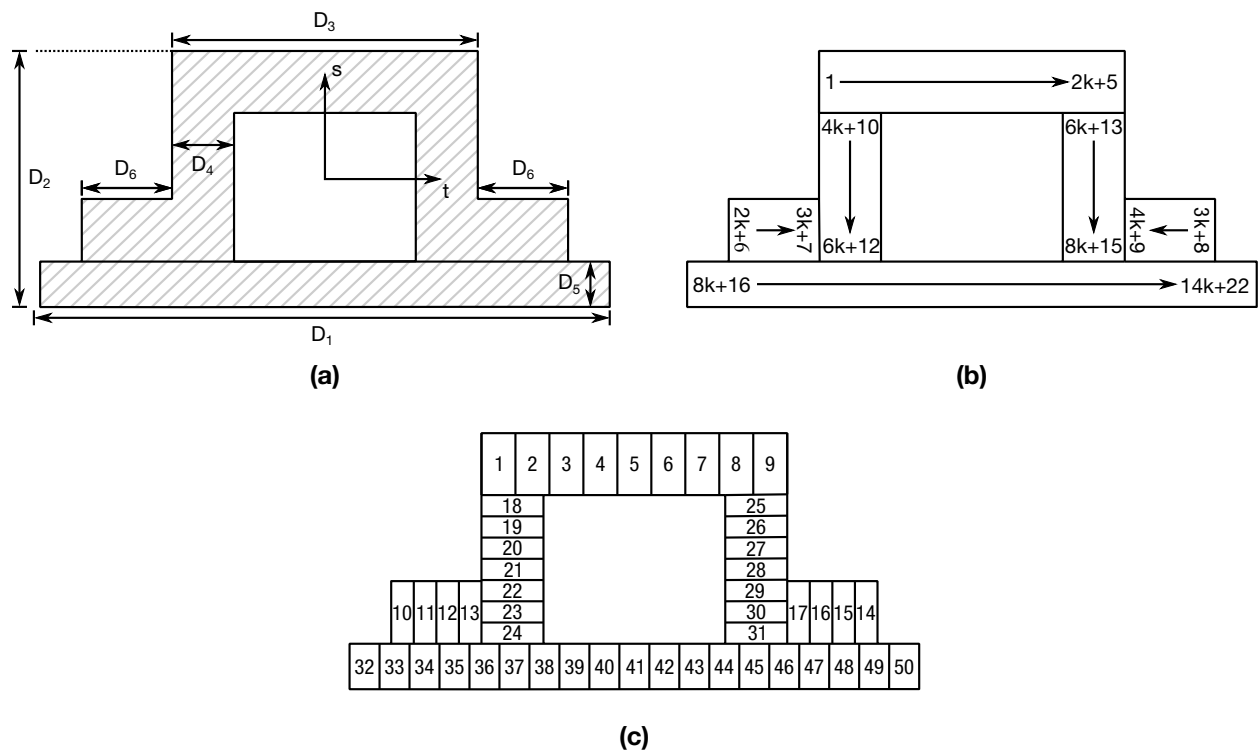 D₃
s
D₄
D₂
D₆
D₆
t
D₅
D₁
(a)
1 2k+5
4k+10 6k+13
2k+6 3k+7 4k+9 3k+8
6k+12 8k+15
8k+16 14k+22
(b)
1 2 3 4 5 6 7 8 9
18 25
19 26
20 27
21 28
22 29
10 11 12 13 23 30 17 16 15 14
24 31
32 33 34 35 36 37 38 39 40 41 42 43 44 45 46 47 48 49 50
(c)